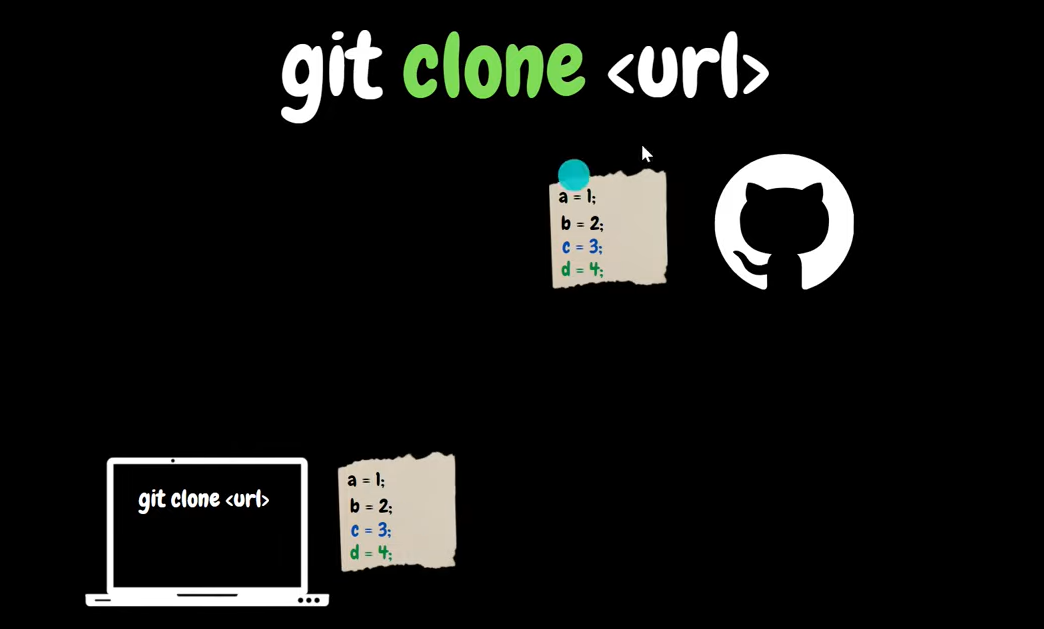 git clone <url>
a = 1;
b = 2;
c = 3;
d = 4;
git clone <url>
a = 1;
b = 2;
c = 3;
d = 4;